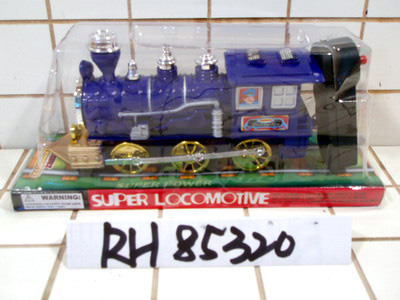 SUPER POWER
WARNING:
SUPER LOCOMOTIVE
RH 85320